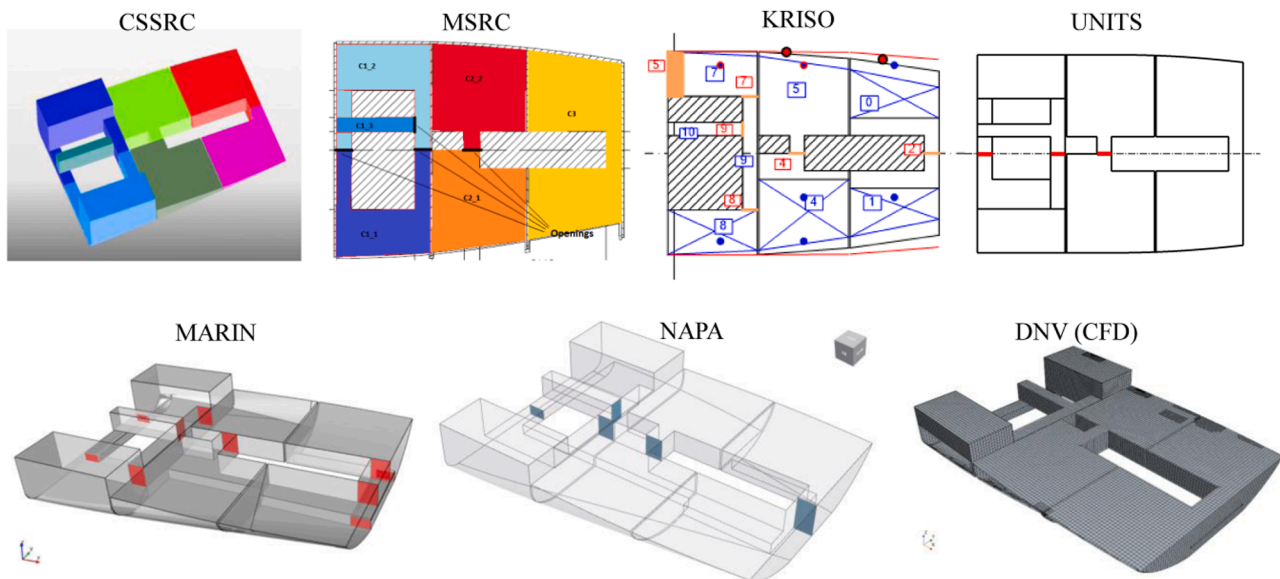 CSSRC
MSRC
KRISO
UNITS
C1_2
C2_2
C3
C1_3
C1_1
C2_1
Openings
5
7
7
5
0
10
9
9
4
2
8
8
4
1
MARIN
NAPA
DNV (CFD)